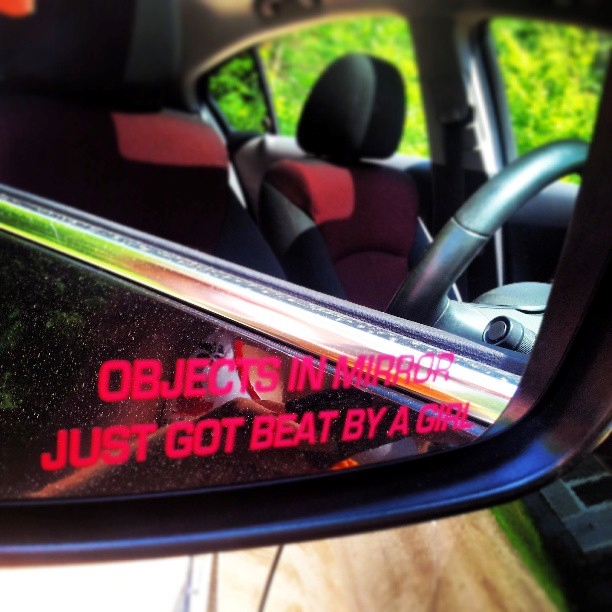 OBJECTS IN MIRROR
JUST GOT BEAT BY A GIRL